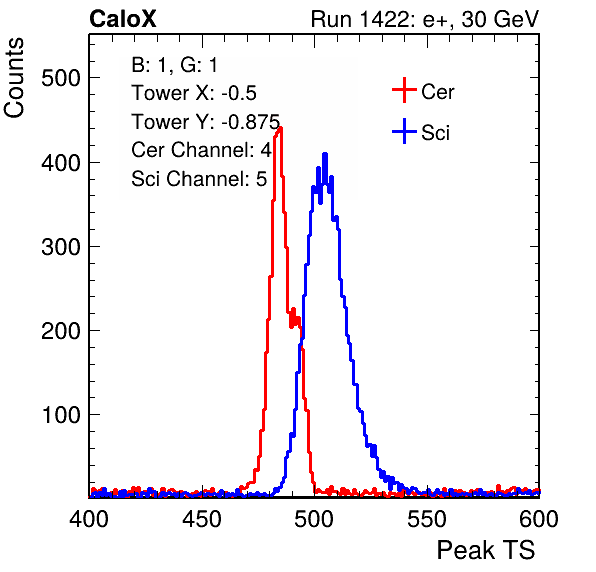 CaloX Run 1422: e+, 30 GeV
Counts
B: 1, G: 1
Tower X: -0.5
Tower Y: -0.875
Cer Channel: 4
Sci Channel: 5
Cer
Sci
500
400
300
200
100
400 450 500 550 600
Peak TS